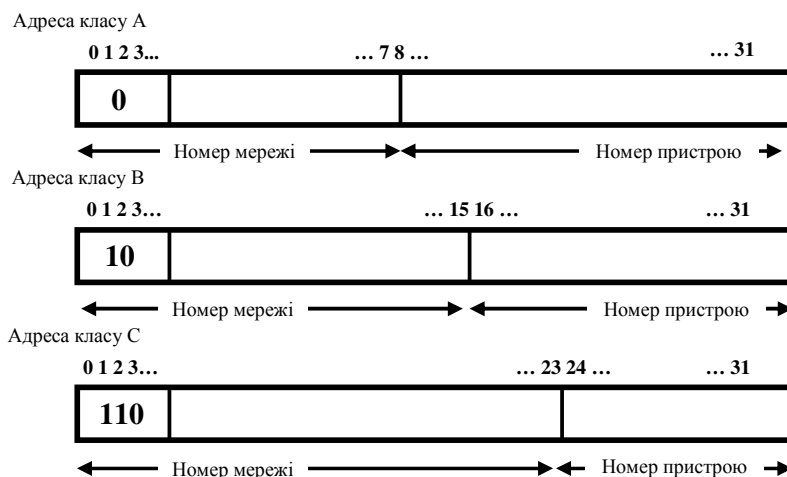 Адреса класу А
0 1 2 3... … 7 8 … … 31
0
Номер мережі Номер пристрою
Адреса класу В
0 1 2 3… … 15 16 … … 31
10
Номер мережі Номер пристрою
Адреса класу С
0 1 2 3… … 23 24 … … 31
110
Номер мережі Номер пристрою